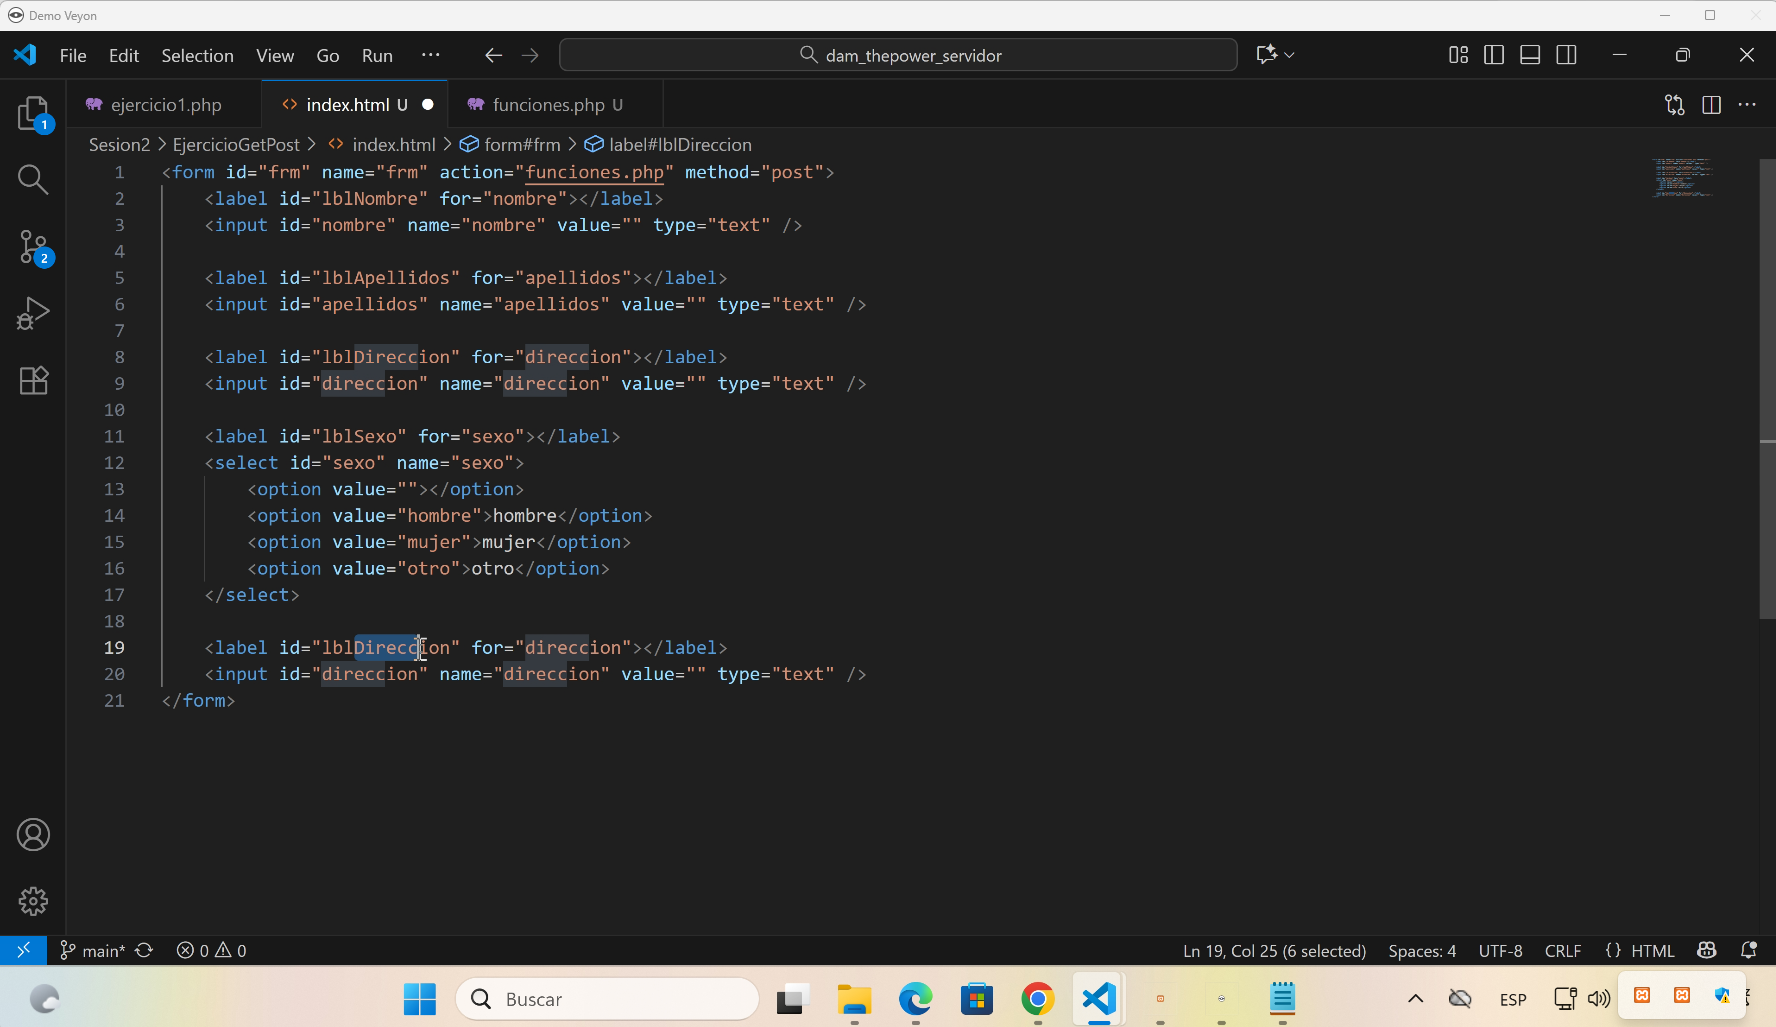 Demo Veyon
File Edit Selection View Go Run ··· dam_thepower_servidor
ejercicio1.php index.html U funciones.php U
Sesion2 > EjercicioGetPost > index.html > form#frm > label#lblDireccion
1 <form id="frm" name="frm" action="funciones.php" method="post">
2 <label id="lblNombre" for="nombre"></label>
3 <input id="nombre" name="nombre" value="" type="text" />
4
5 <label id="lblApellidos" for="apellidos"></label>
6 <input id="apellidos" name="apellidos" value="" type="text" />
7
8 <label id="lblDireccion" for="direccion"></label>
9 <input id="direccion" name="direccion" value="" type="text" />
10
11 <label id="lblSexo" for="sexo"></label>
12 <select id="sexo" name="sexo">
13 <option value=""></option>
14 <option value="hombre">hombre</option>
15 <option value="mujer">mujer</option>
16 <option value="otro">otro</option>
17 </select>
18
19 <label id="lblDireccion" for="direccion"></label>
20 <input id="direccion" name="direccion" value="" type="text" />
21 </form>
1
2
main* 0 0 Ln 19, Col 25 (6 selected) Spaces: 4 UTF-8 CRLF {} HTML
Buscar ESP